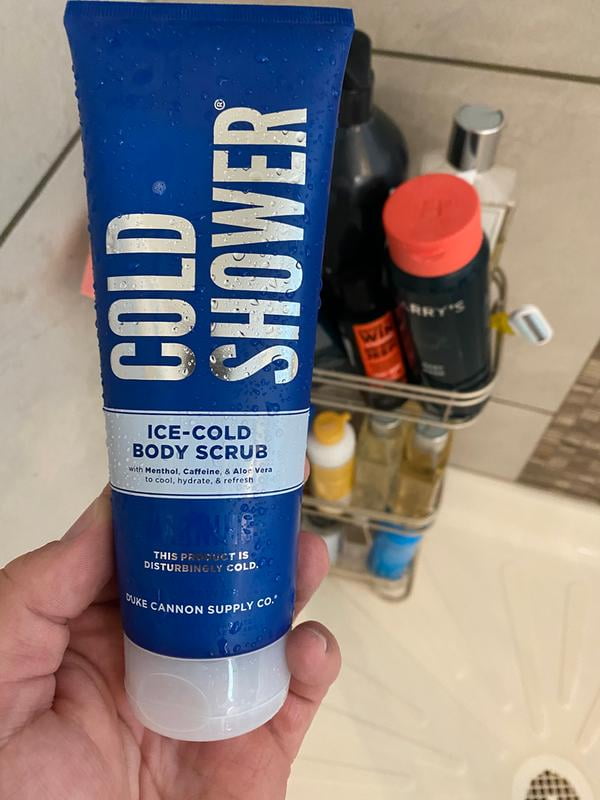 COLD
SHOWER®
ICE-COLD
BODY SCRUB
with Menthol, Caffeine, & Aloe Vera
to cool, hydrate, & refresh
THIS PRODUCT IS
DISTURBINGLY COLD.
DUKE CANNON SUPPLY CO.®
ARRY'S